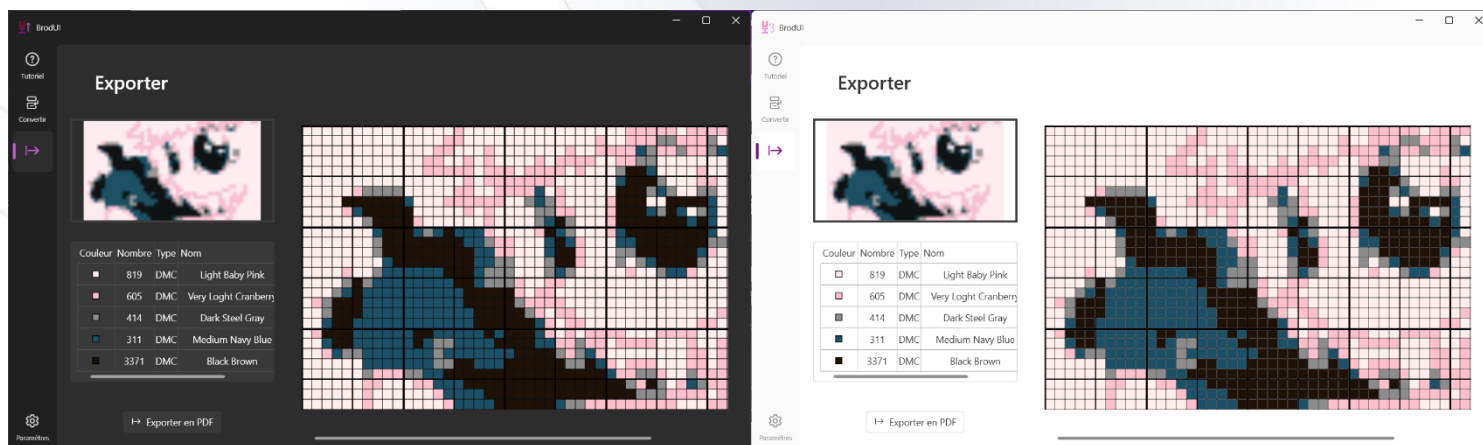 BrodUI
Tutoriel
Convertir
Exporter
Couleur Nombre Type Nom
819 DMC Light Baby Pink
605 DMC Very Loght Cranberry
414 DMC Dark Steel Gray
311 DMC Medium Navy Blue
3371 DMC Black Brown
Exporter en PDF
Paramètres
BrodUI
Tutoriel
Convertir
Exporter
Couleur Nombre Type Nom
819 DMC Light Baby Pink
605 DMC Very Loght Cranberry
414 DMC Dark Steel Gray
311 DMC Medium Navy Blue
3371 DMC Black Brown
Exporter en PDF
Paramètres